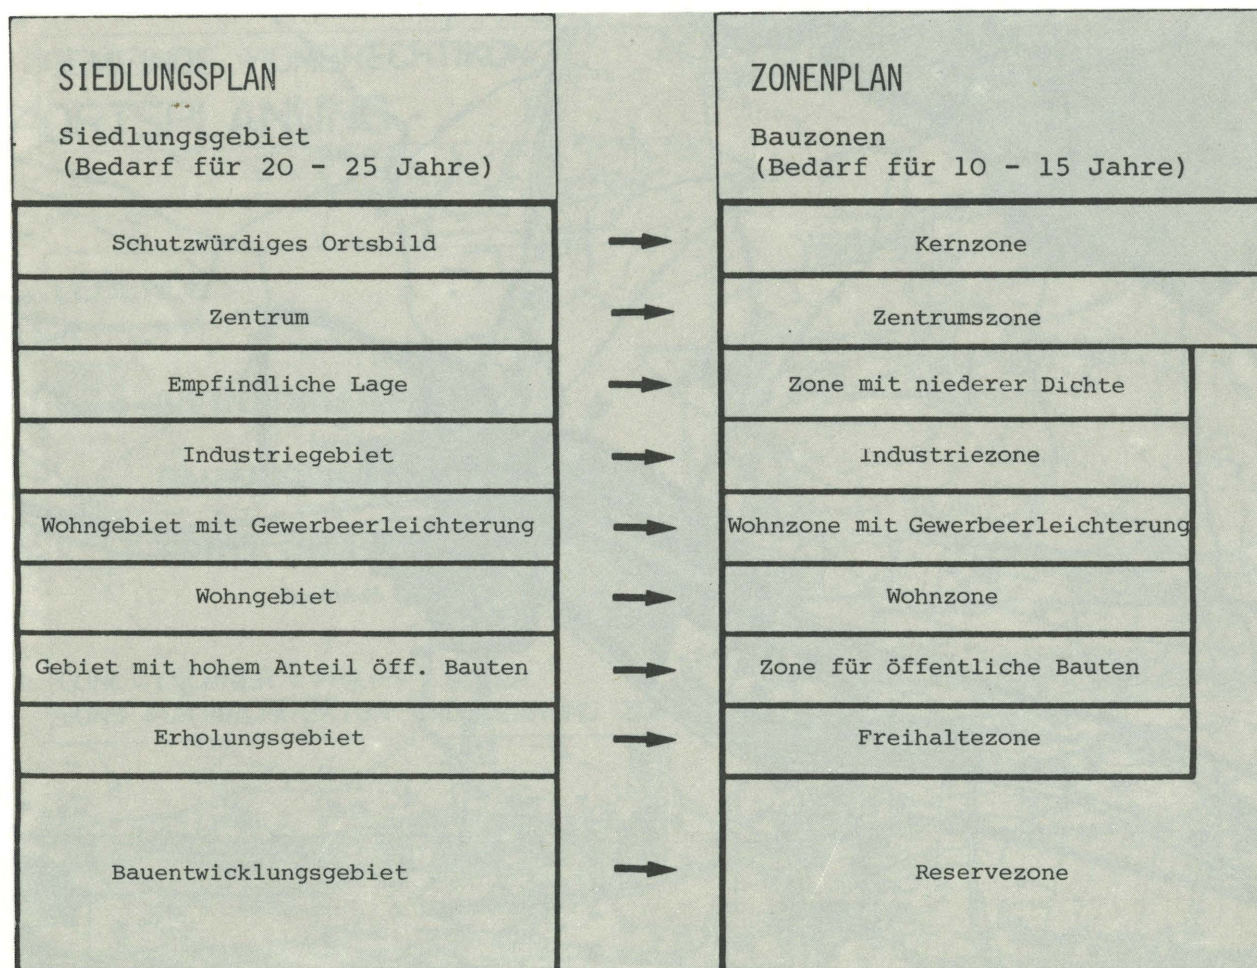 SIEDLUNGSPLAN
Siedlungsgebiet
(Bedarf für 20 - 25 Jahre)
ZONENPLAN
Bauzonen
(Bedarf für 10 - 15 Jahre)
Schutzwürdiges Ortsbild
Kernzone
Zentrum
Zentrumszone
Empfindliche Lage
Zone mit niederer Dichte
Industriegebiet
Industriezone
Wohngebiet mit Gewerbeerleichterung
Wohnzone mit Gewerbeerleichterung
Wohngebiet
Wohnzone
Gebiet mit hohem Anteil öff. Bauten
Zone für öffentliche Bauten
Erholungsgebiet
Freihaltezone
Bauentwicklungsgebiet
Reservezone